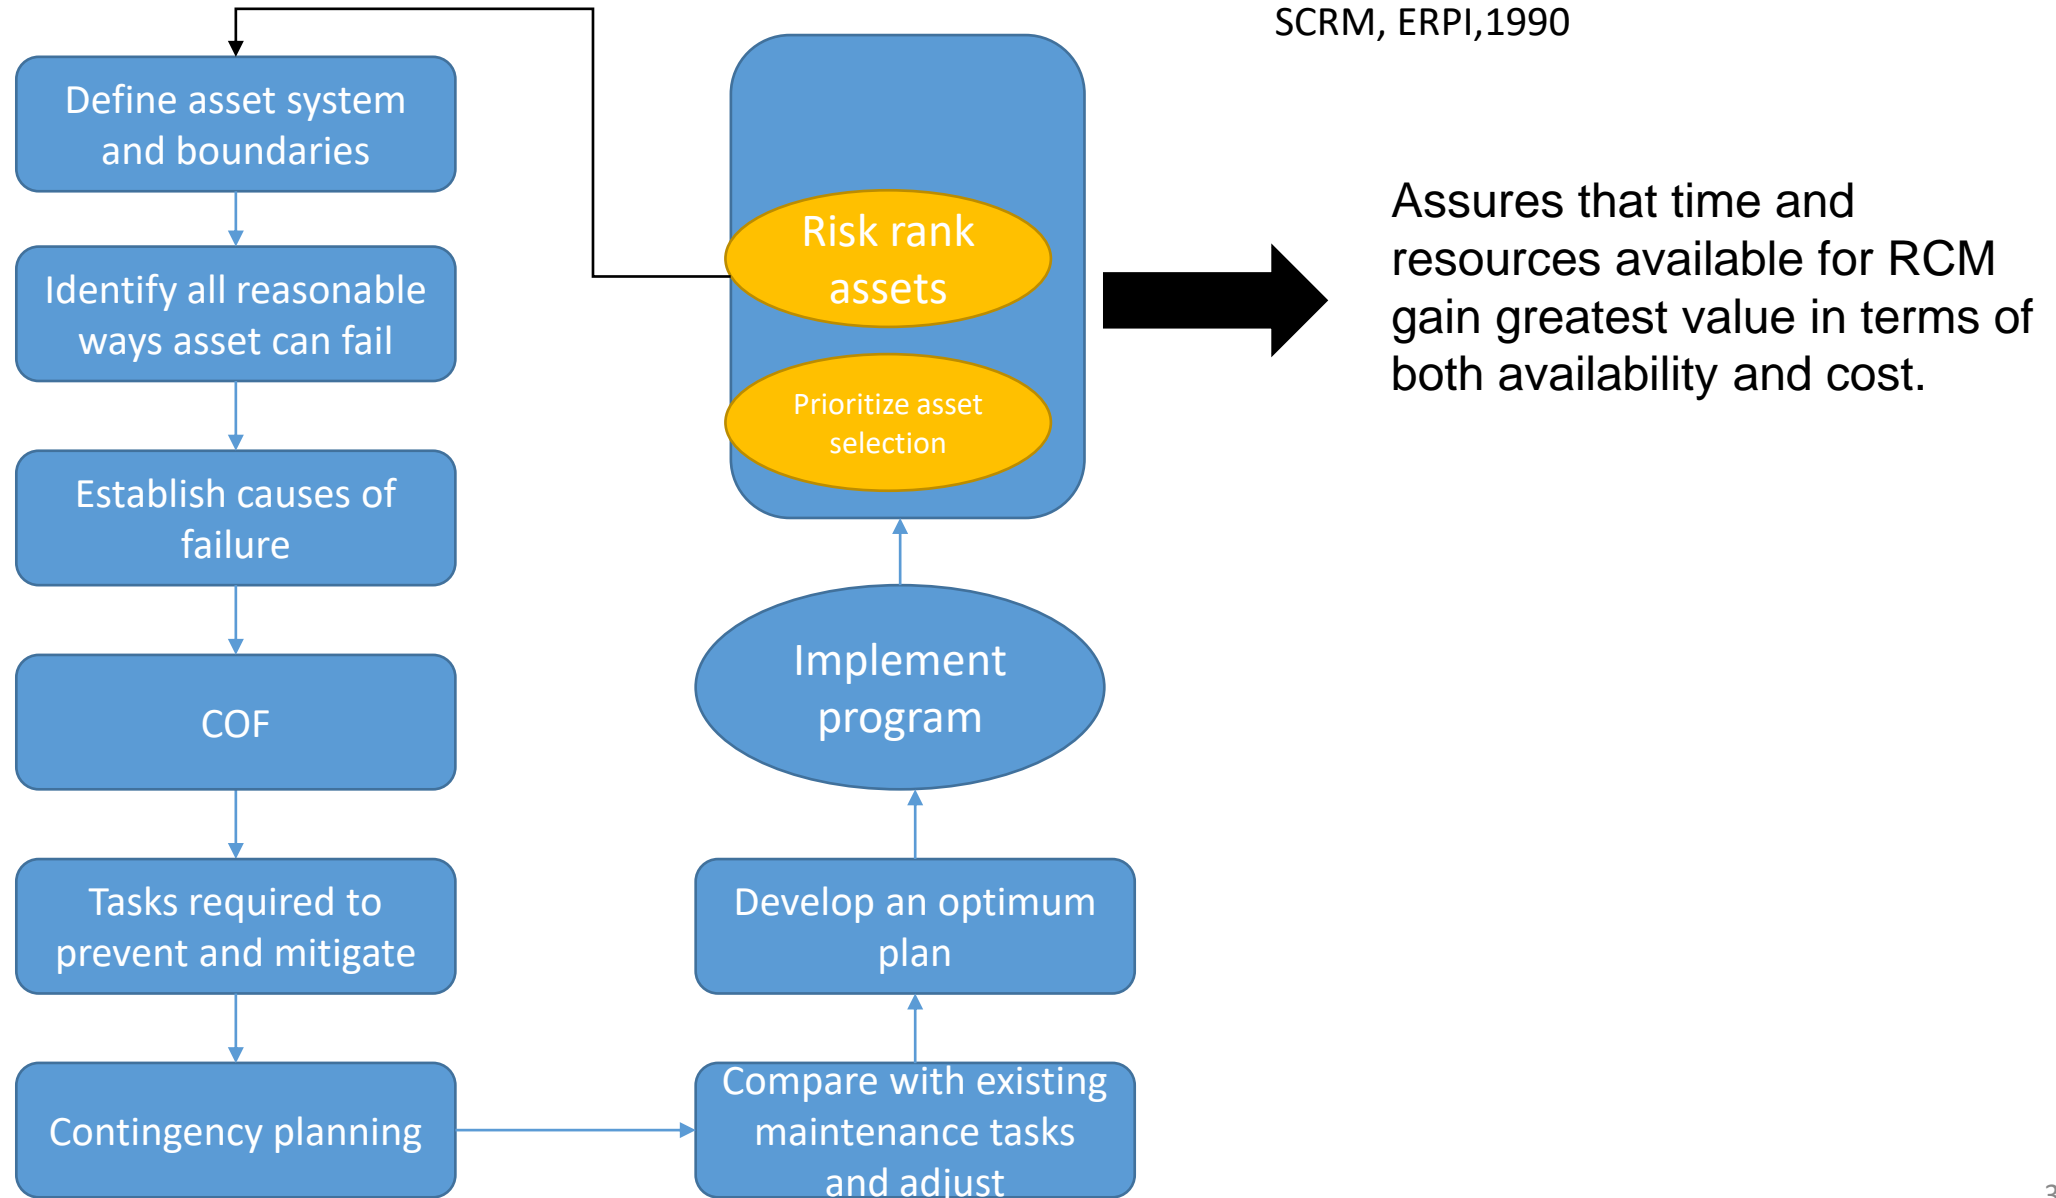 SCRM, ERPI,1990
Define asset system
and boundaries
Identify all reasonable
ways asset can fail
Establish causes of
failure
COF
Tasks required to
prevent and mitigate
Contingency planning
Compare with existing
maintenance tasks
and adjust
Develop an optimum
plan
Implement
program
Risk rank
assets
Prioritize asset
selection
Assures that time and
resources available for RCM
gain greatest value in terms of
both availability and cost.